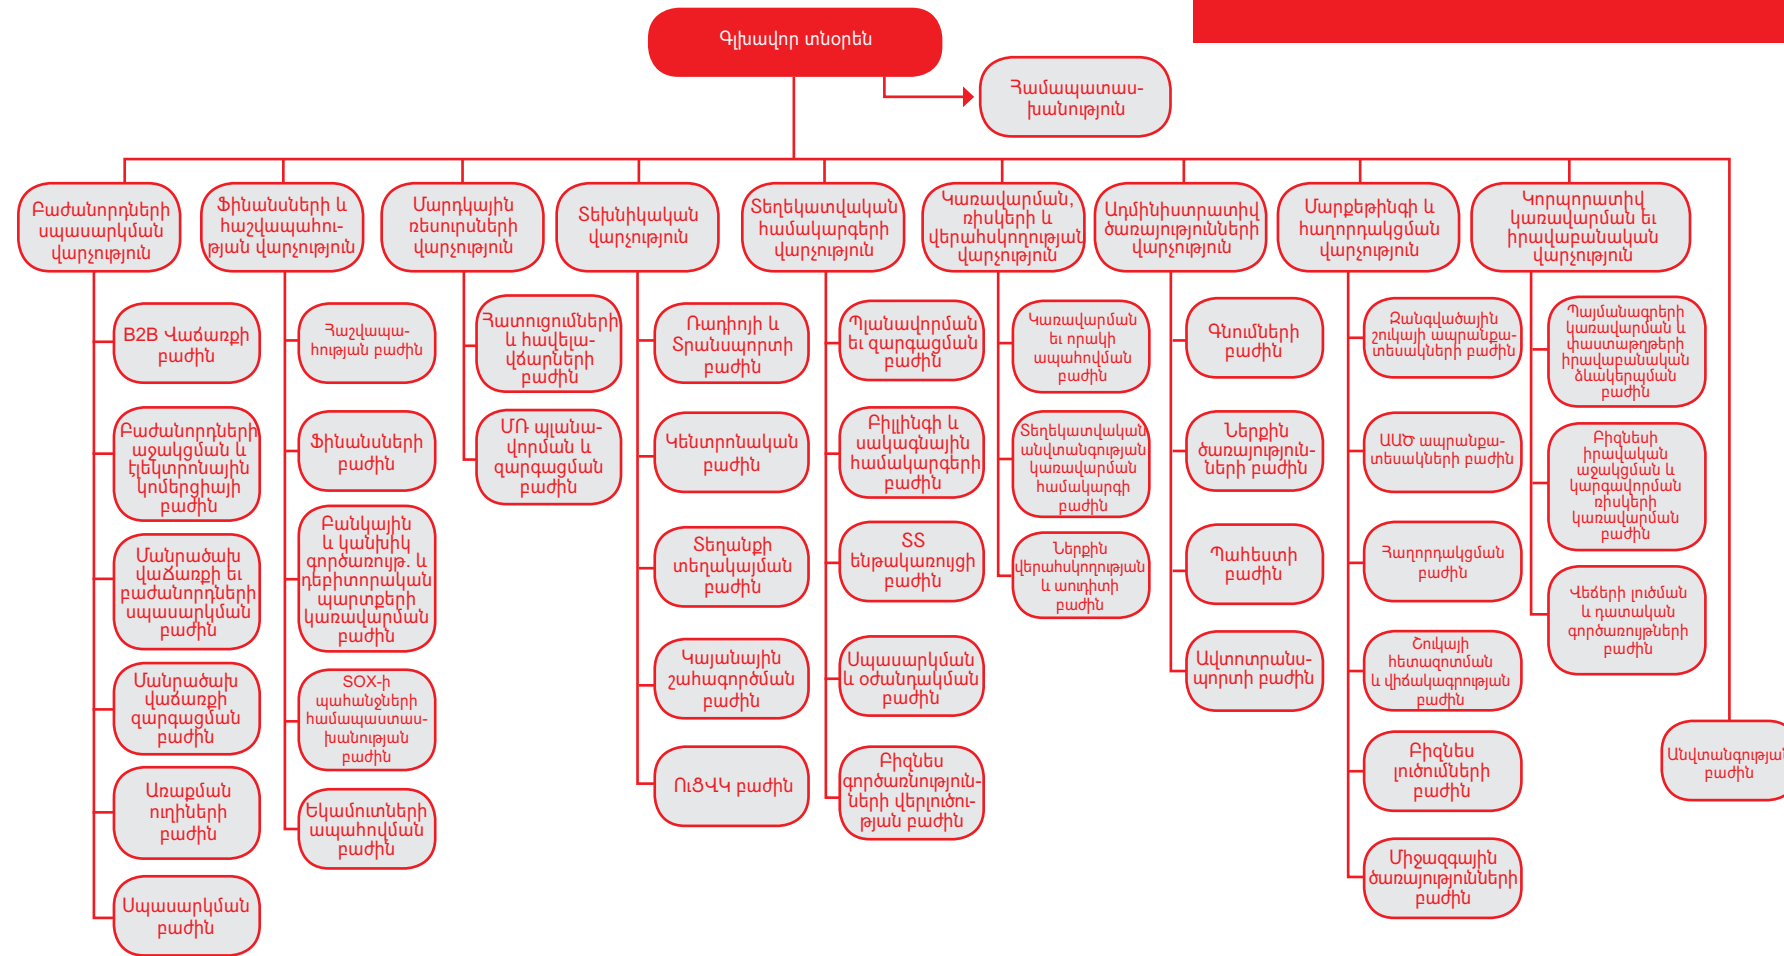 Գլխավոր տնօրեն
Համապատաս-
խանություն
Բաժանորդների
սպասարկման
վարչություն
Ֆինանսների և
հաշվապահու-
թյան վարչություն
Մարդկային
ռեսուրսների
վարչություն
Տեխնիկական
վարչություն
Տեղեկատվական
համակարգերի
վարչություն
Կառավարման,
ռիսկերի և
վերահսկողության
վարչություն
Ադմինիստրատիվ
ծառայությունների
վարչություն
Մարքեթինգի և
հաղորդակցման
վարչություն
Կորպորատիվ
կառավարման եւ
իրավաբանական
վարչություն
B2B Վաճառքի
բաժին
Բաժանորդների
աջակցման և
էլեկտրոնային
կոմերցիայի
բաժին
Մանրածախ
վաճառքի եւ
բաժանորդների
սպասարկման
բաժին
Մանրածախ
վաճառքի
զարգացման
բաժին
Առաքման
ուղիների
բաժին
Սպասարկման
բաժին
Հաշվապա-
հության բաժին
Ֆինանսների
բաժին
Բանկային
և կանխիկ
գործառույթ. և
դեբիտորական
պարտքերի
կառավարման
բաժին
SOX-ի
պահանջների
համապաստաս-
խանության
բաժին
Եկամուտների
ապահովման
բաժին
Հատուցումների
և հավելա-
վճարների
բաժին
ՄՌ պլանա-
վորման և
զարգացման
բաժին
Ռադիոյի և
Տրանսպորտի
բաժին
Կենտրոնական
բաժին
Տեղանքի
տեղակայման
բաժին
Կայանային
շահագործման
բաժին
ՈւՑՎԿ բաժին
Պլանավորման
եւ զարգացման
բաժին
Բիլլինգի և
սակագնային
համակարգերի
բաժին
ՏՏ
ենթակառույցի
բաժին
Սպասարկման
և օժանդակման
բաժին
Բիզնես
գործառնություն-
ների վերլուծու-
թյան բաժին
Կառավարման
եւ որակի
ապահովման
բաժին
Տեղեկատվական
անվտանգության
կառավարման
համակարգի
բաժին
Ներքին
վերահսկողության
և աուդիտի
բաժին
Գնումների
բաժին
Ներքին
ծառայություն-
ների բաժին
Պահեստի
բաժին
Ավտոտրանս-
պորտի բաժին
Զանգվածային
շուկայի ապրանքա-
տեսակների բաժին
ԱԱԾ ապրանքա-
տեսակների բաժին
Հաղորդակցման
բաժին
Շուկայի
հետազոտման
և վիճակագրության
բաժին
Բիզնես
լուծումների
բաժին
Միջազգային
ծառայությունների
բաժին
Պայմանագրերի
կառավարման և
փաստաթղթերի
իրավաբանական
ձևակերպման
բաժին
Բիզնեսի
իրավական
աջակցման և
կարգավորման
ռիսկերի
կառավարման
բաժին
Վեճերի լուծման
և դատական
գործառույթների
բաժին
Անվտանգության
բաժին